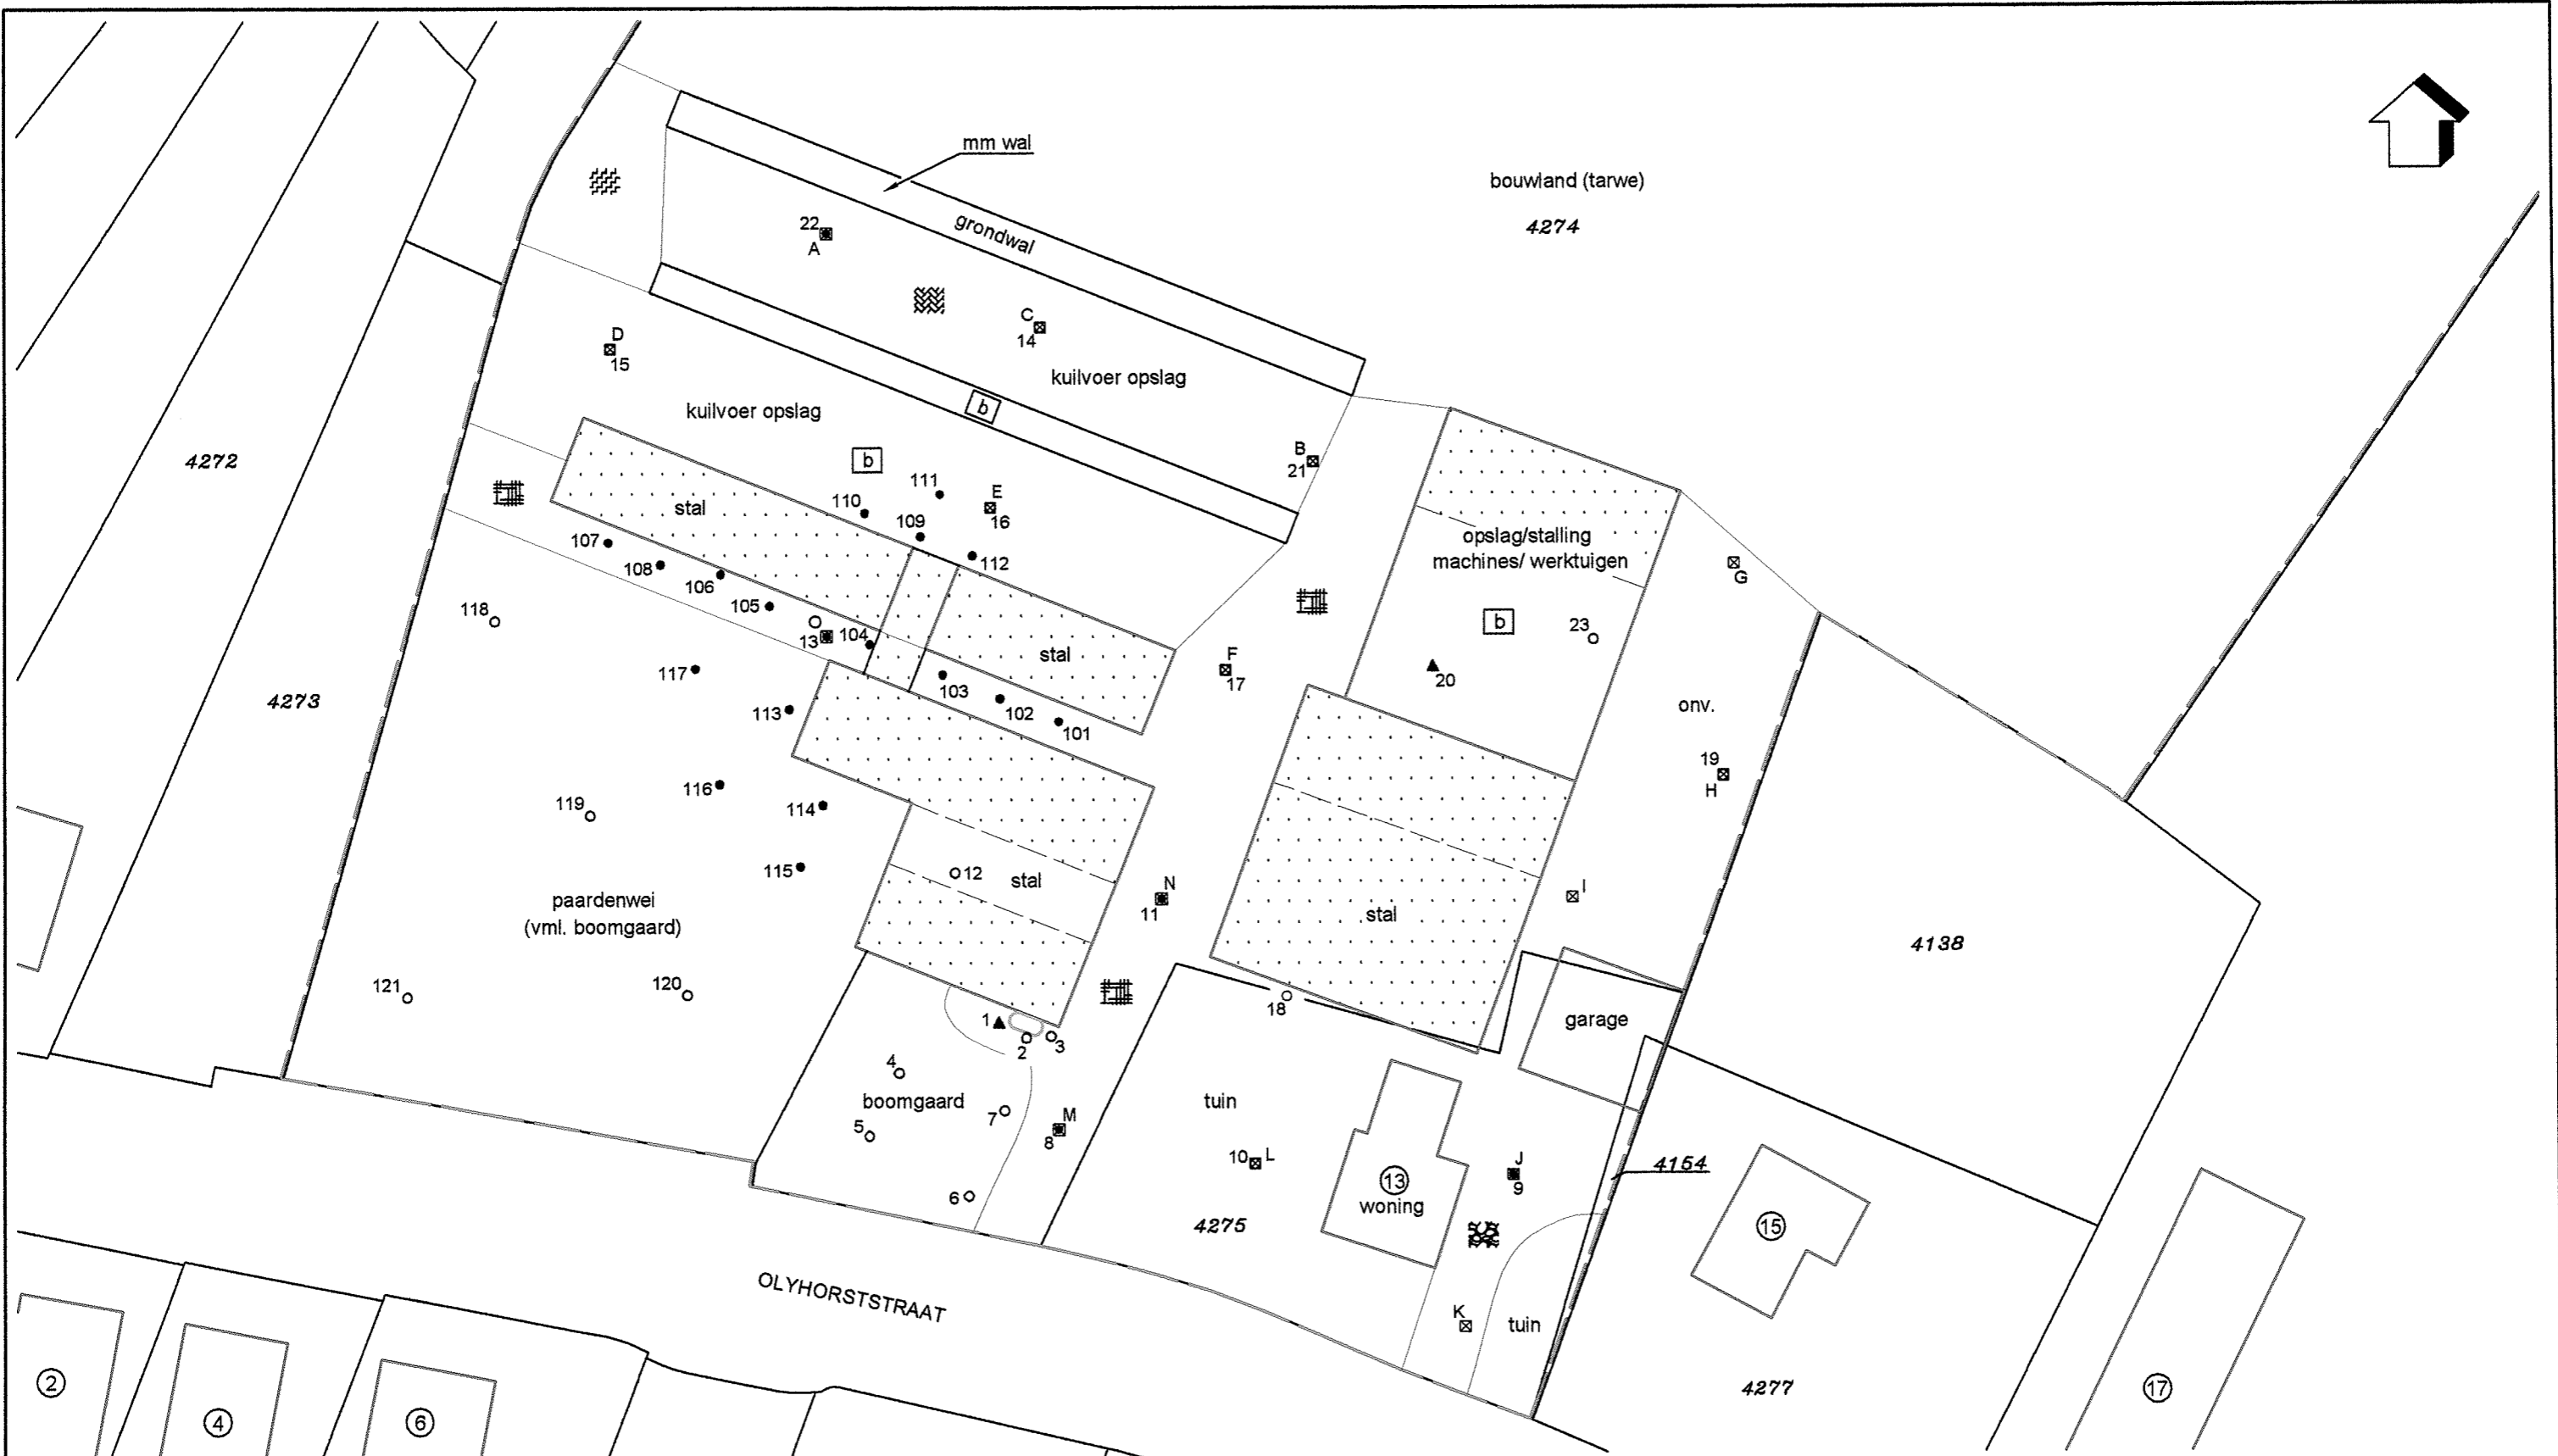 mm wal
bouwland (tarwe)
4274
grondwal
22
A
C
14
D
15
kuilvoer opslag
kuilvoer opslag
b
b
B
21
4272
stal
110
111
109
E
16
112
107
108
106
105
13
104
118
117
113
103
102
101
stal
F
17
opslag/stalling
machines/ werktuigen
b
23
20
G
onv.
19
H
4273
116
114
119
115
12
stal
N
11
stal
I
4138
paardenwei
(vml. boomgaard)
121
120
1
2
3
18
garage
4
boomgaard
5
7
M
8
6
tuin
10
L
13
woning
J
9
4154
4275
15
OLYHORSTSTRAAT
K
tuin
4277
2
4
6
17